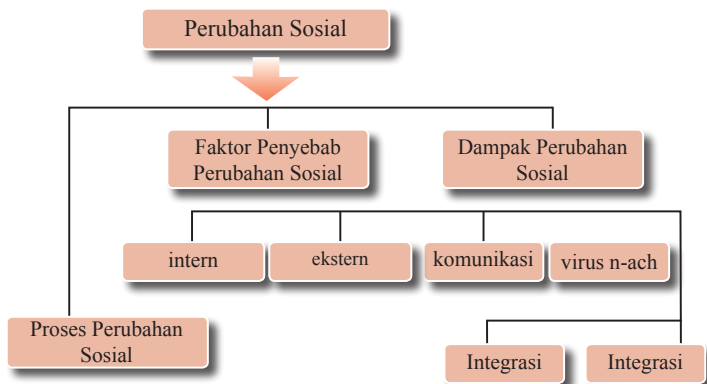 Perubahan Sosial
Faktor Penyebab
Perubahan Sosial
Dampak Perubahan
Sosial
intern
ekstern
komunikasi
virus n-ach
Proses Perubahan
Sosial
Integrasi
Integrasi